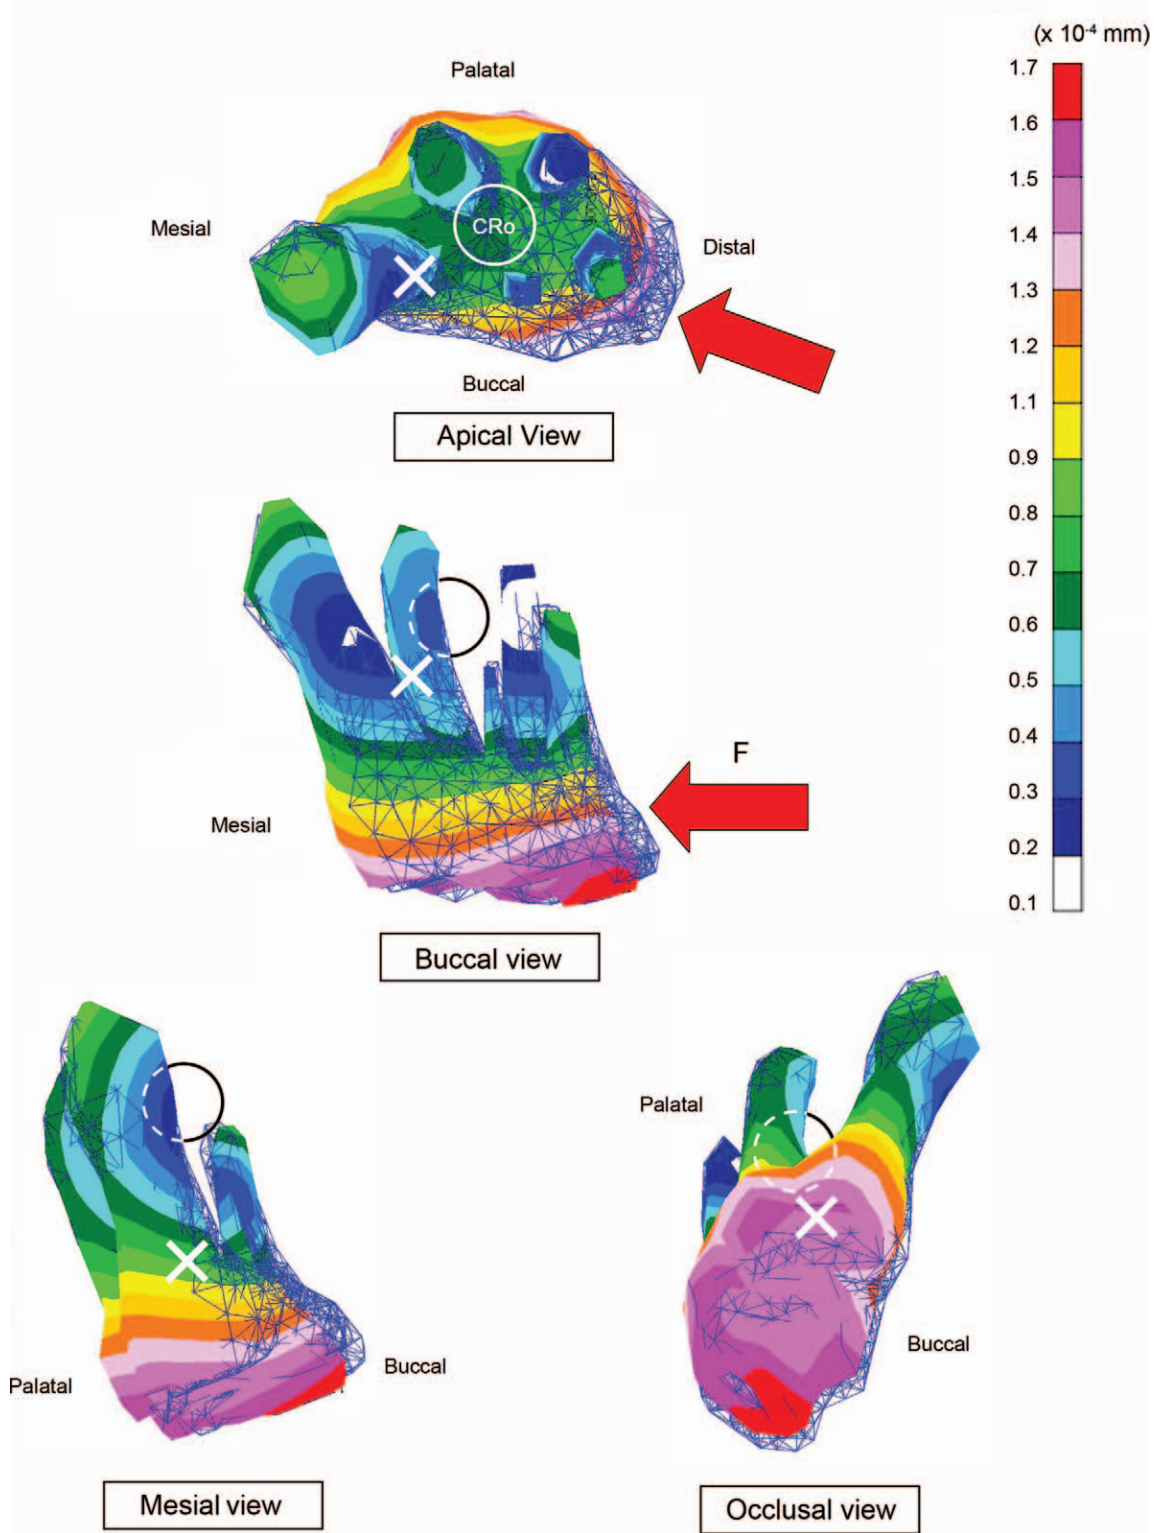 (x 10⁻⁴ mm)
1.7
1.6
1.5
1.4
1.3
1.2
1.1
0.9
0.8
0.7
0.6
0.5
0.4
0.3
0.2
0.1
Palatal
Mesial
CRo
Distal
Buccal
Apical View
F
Mesial
Buccal view
Palatal
Buccal
Mesial view
Palatal
Buccal
Occlusal view